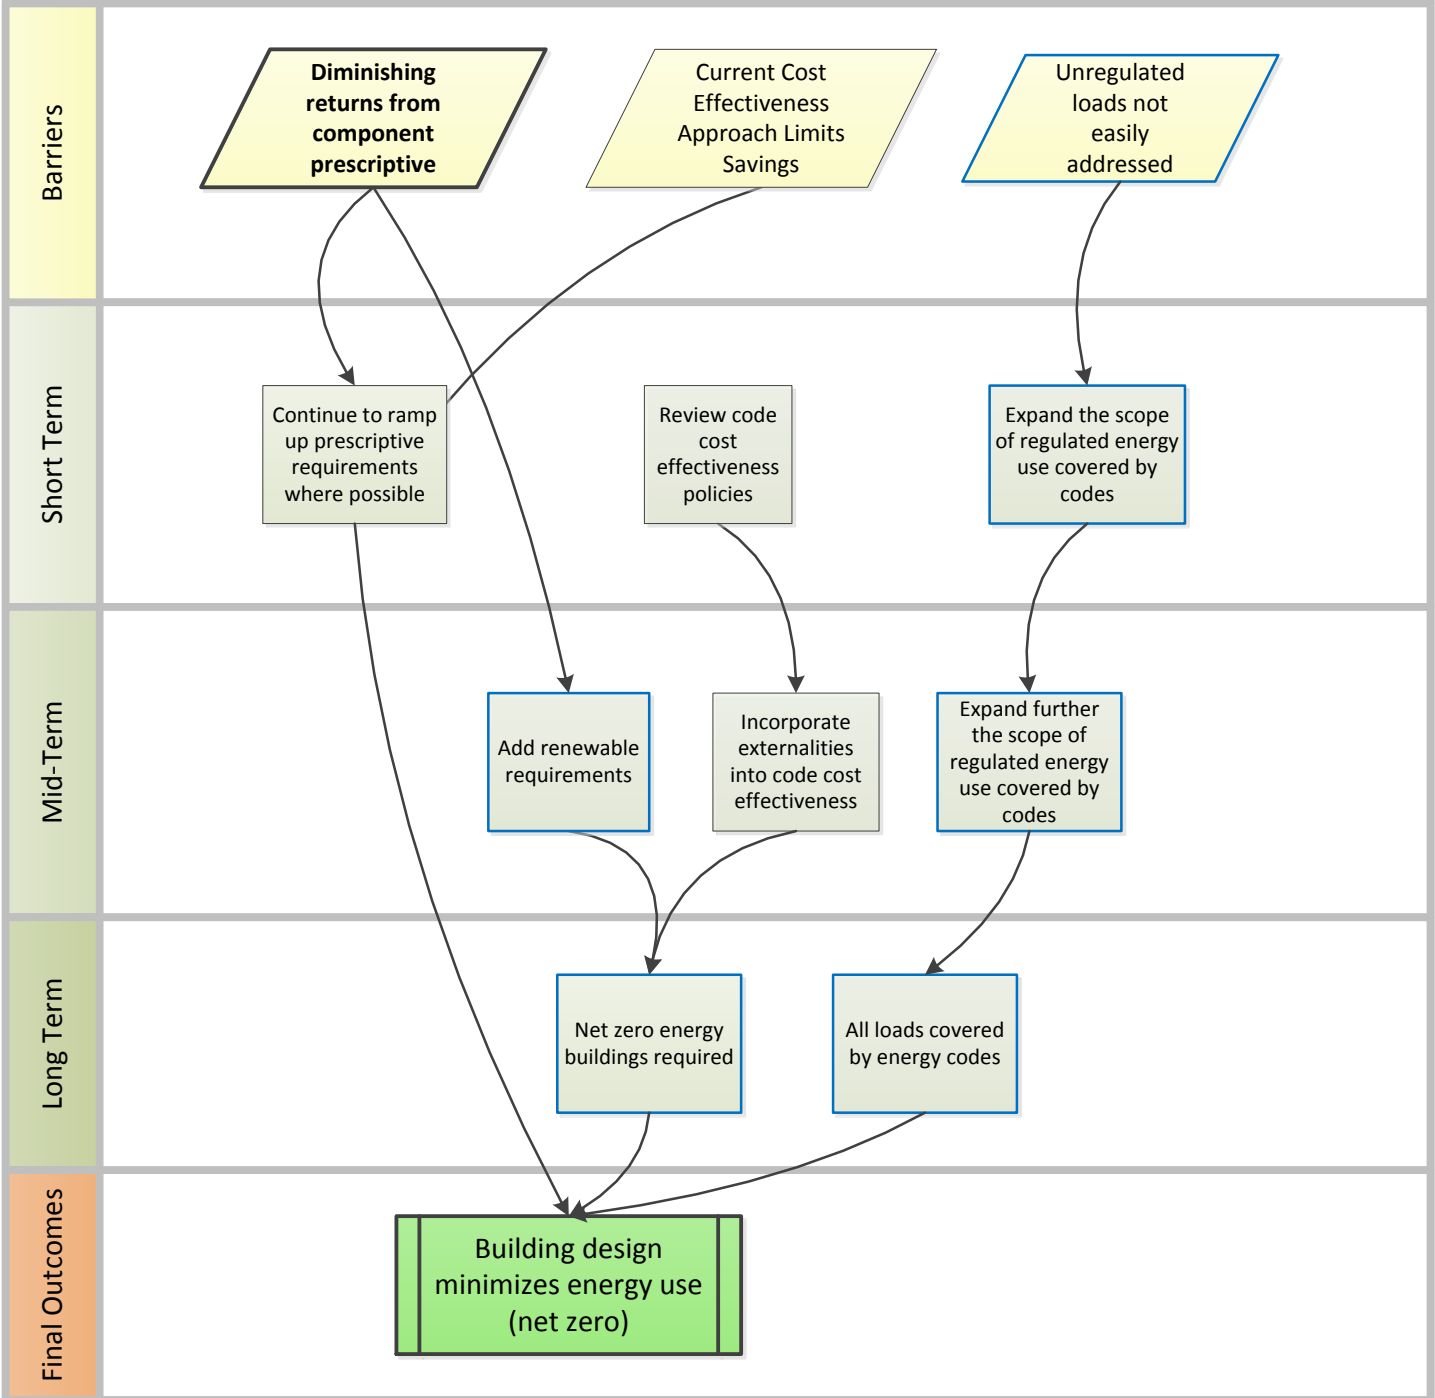 Barriers
Diminishing
returns from
component
prescriptive
Current Cost
Effectiveness
Approach Limits
Savings
Unregulated
loads not
easily
addressed
Short Term
Continue to ramp
up prescriptive
requirements
where possible
Review code
cost
effectiveness
policies
Expand the scope
of regulated energy
use covered by
codes
Mid-Term
Add renewable
requirements
Incorporate
externalities
into code cost
effectiveness
Expand further
the scope of
regulated energy
use covered by
codes
Long Term
Net zero energy
buildings required
All loads covered
by energy codes
Final Outcomes
Building design
minimizes energy use
(net zero)